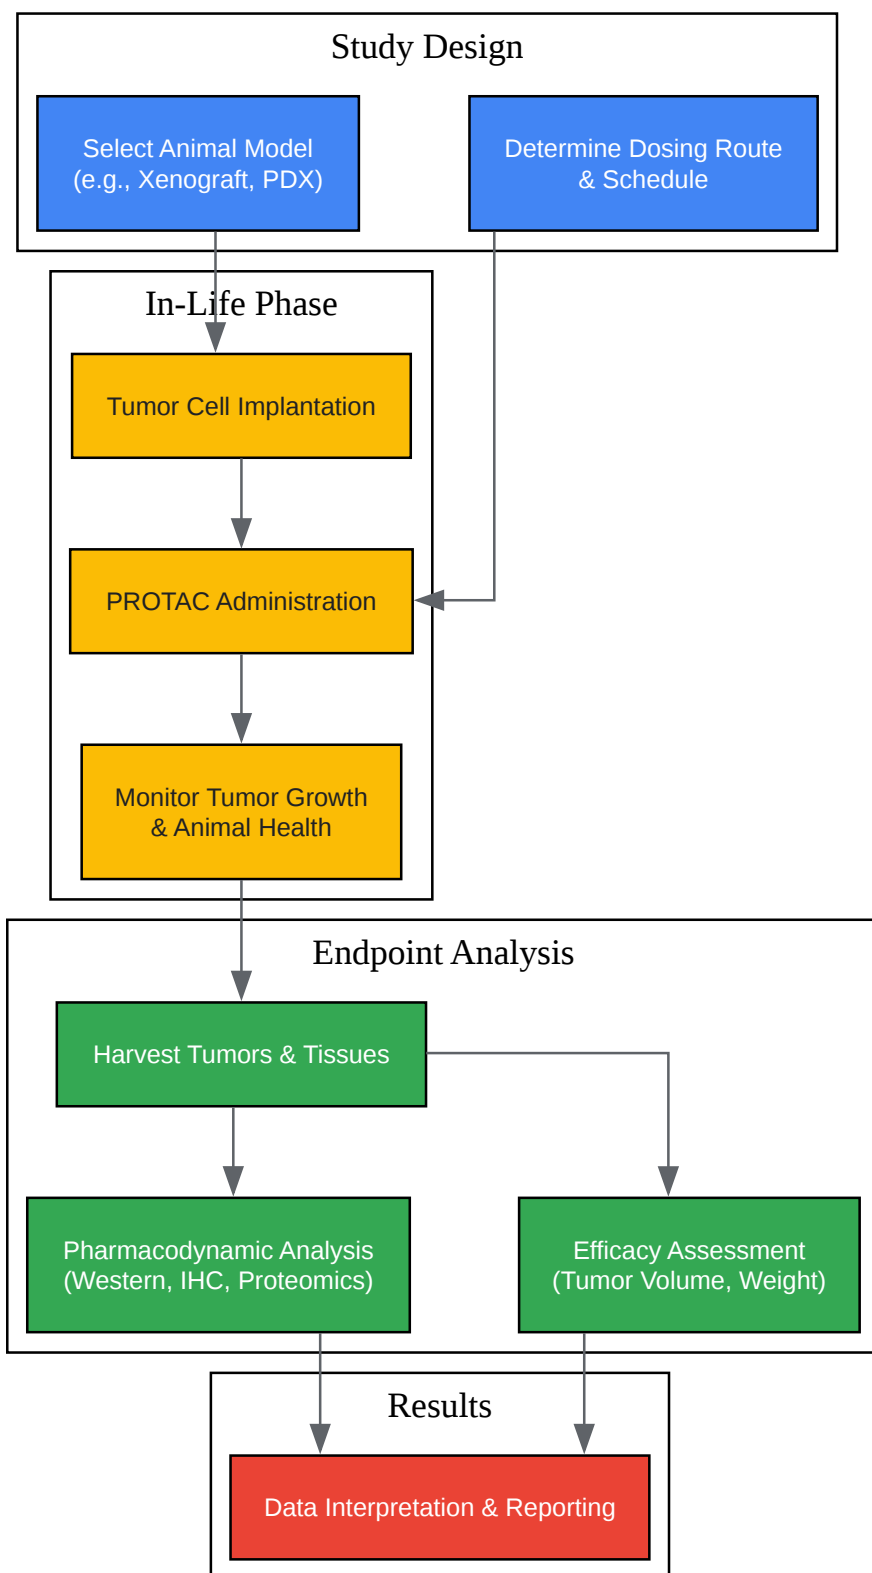 Study Design
Select Animal Model
(e.g., Xenograft, PDX)
Determine Dosing Route
& Schedule
In-Life Phase
Tumor Cell Implantation
PROTAC Administration
Monitor Tumor Growth
& Animal Health
Endpoint Analysis
Harvest Tumors & Tissues
Pharmacodynamic Analysis
(Western, IHC, Proteomics)
Efficacy Assessment
(Tumor Volume, Weight)
Results
Data Interpretation & Reporting